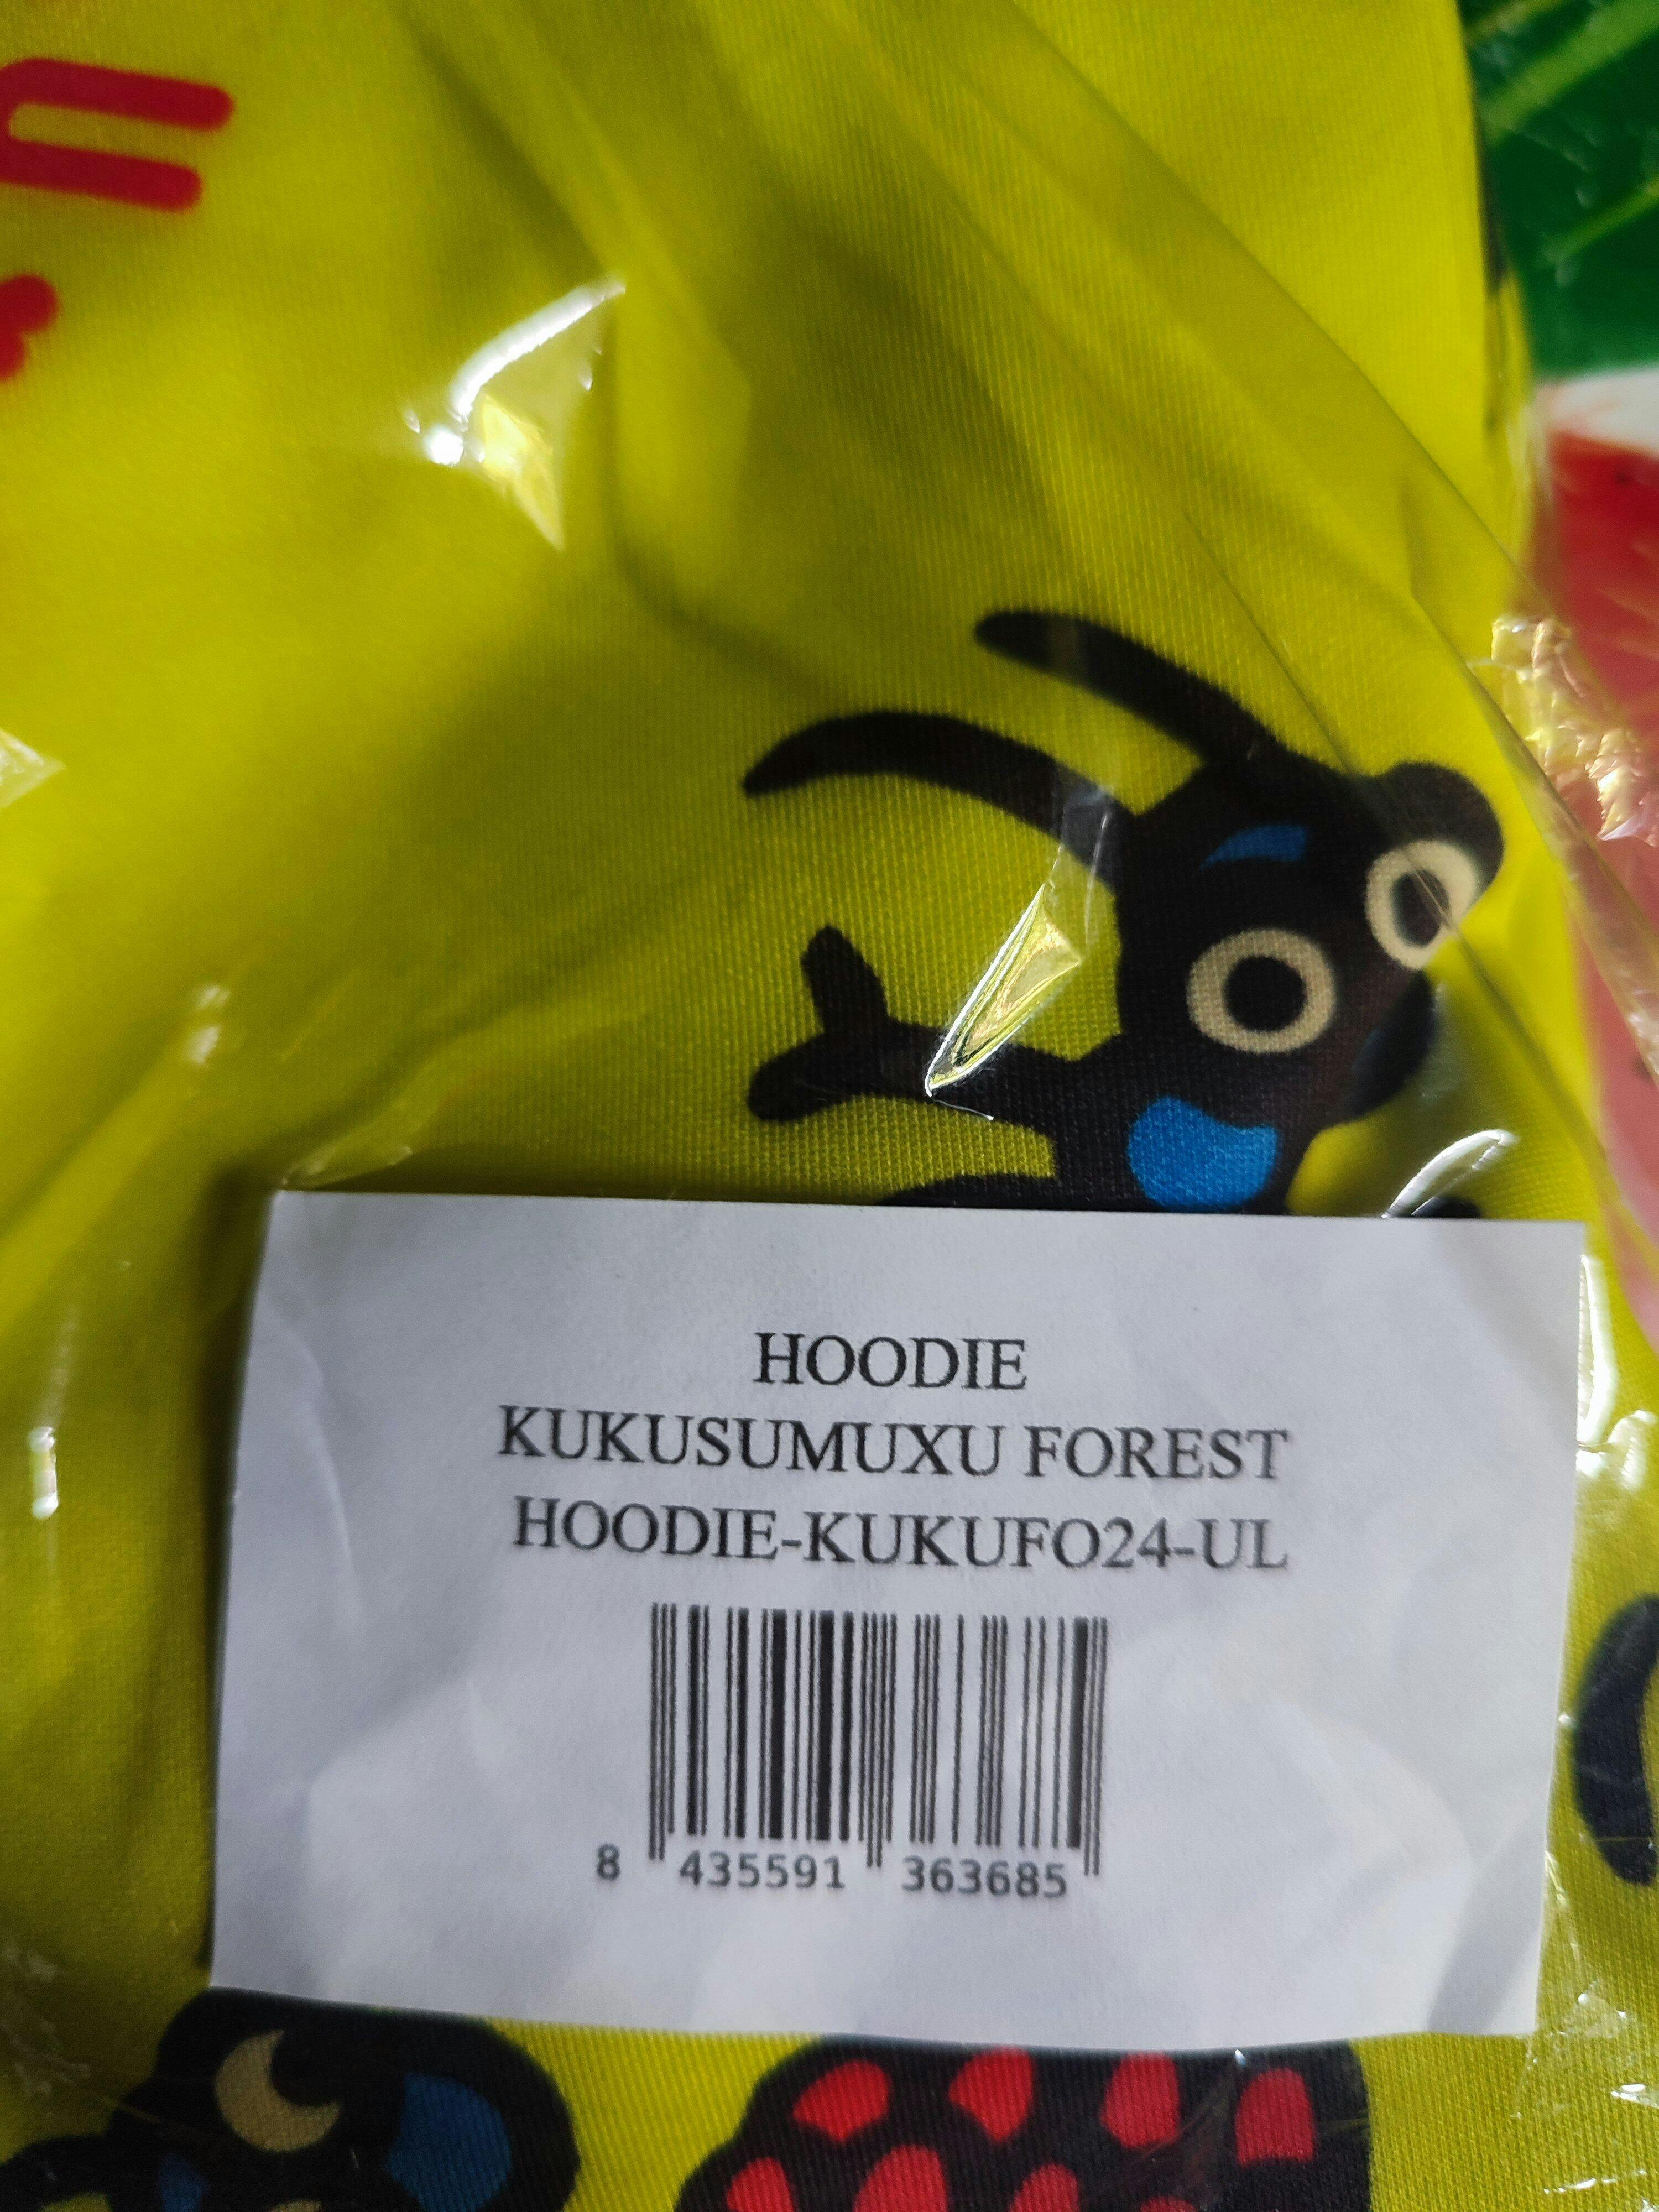 HOODIE
KUKUSUMUXU FOREST
HOODIE-KUKUFO24-UL
8 435591 363685